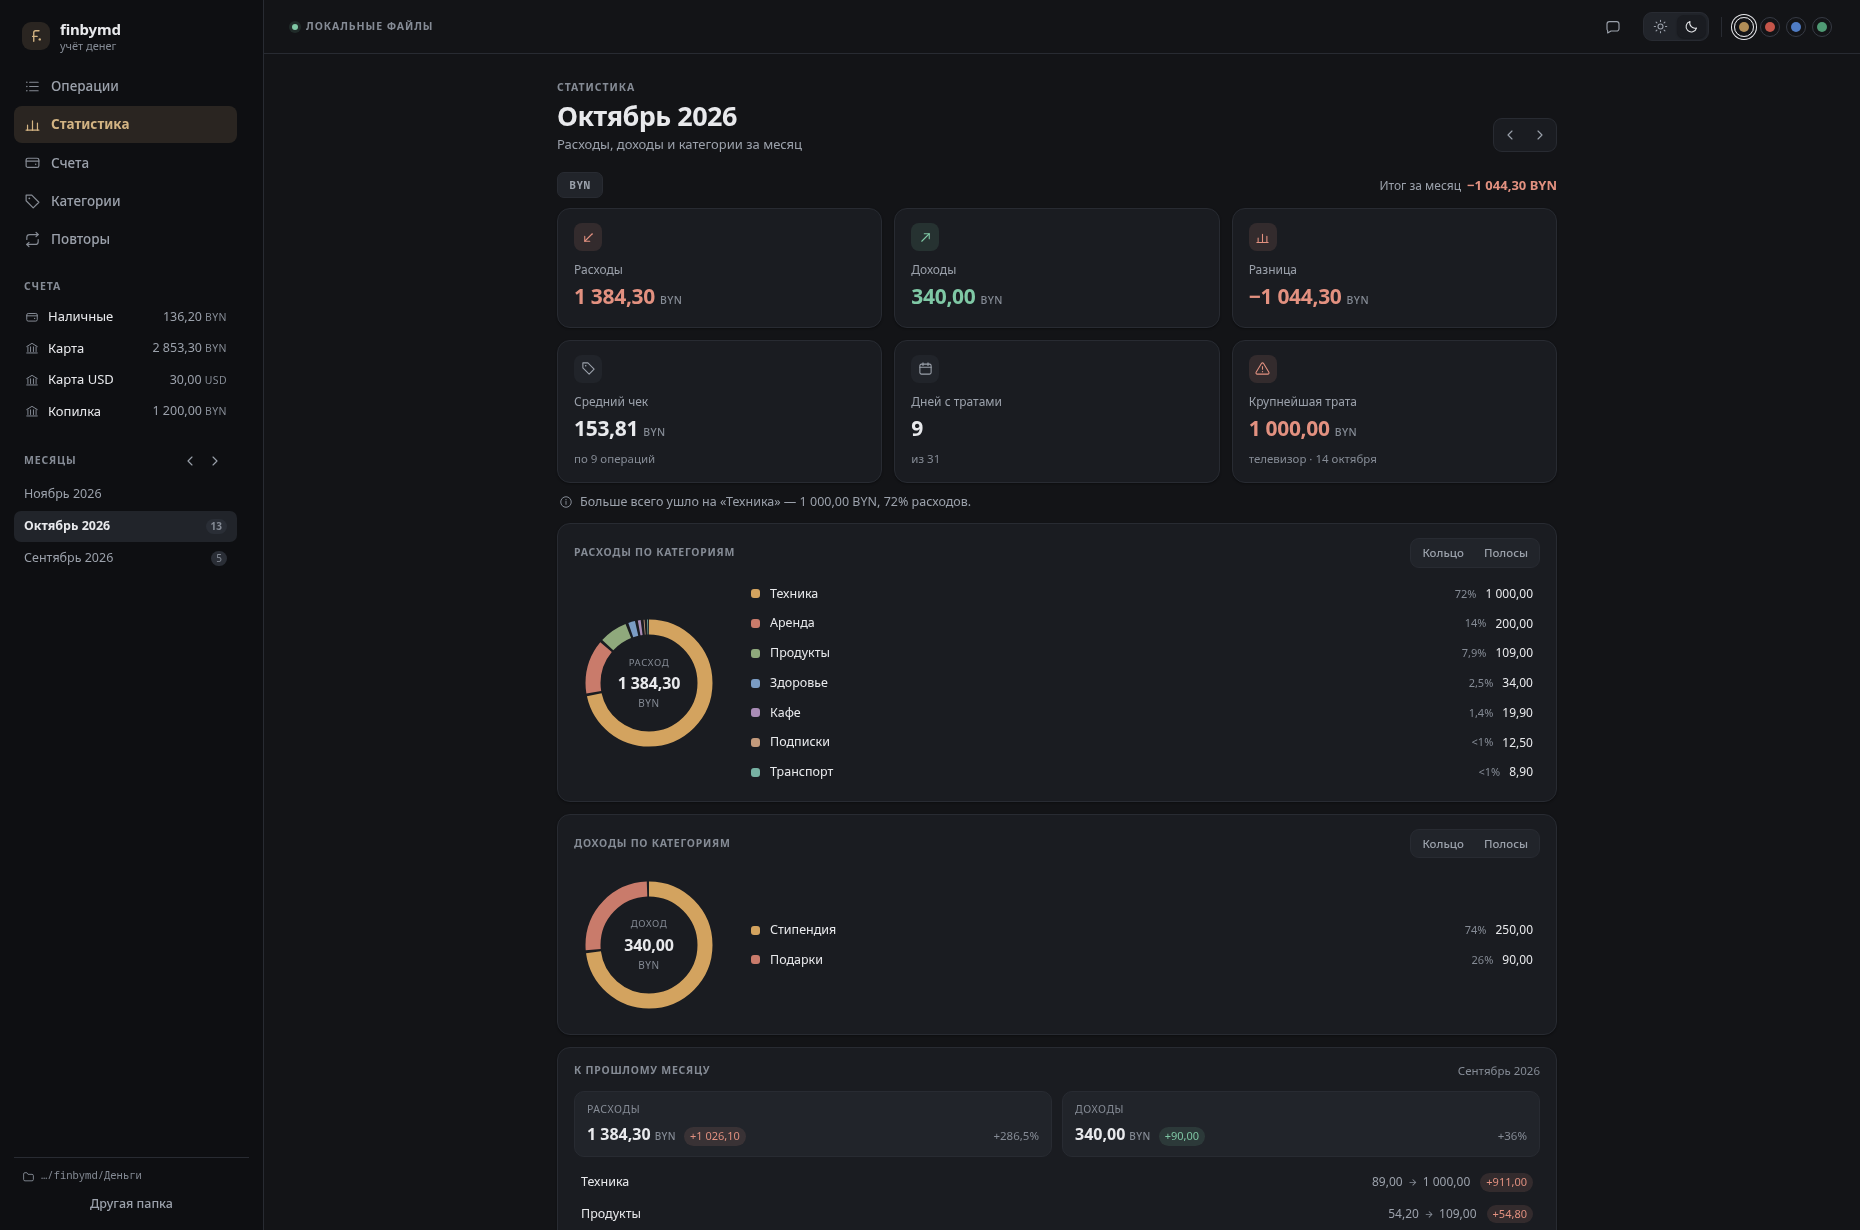 finbymd
учёт денег
Операции
Статистика
Счета
Категории
Повторы
СЧЕТА
Наличные 136,20 BYN
Карта 2 853,30 BYN
Карта USD 30,00 USD
Копилка 1 200,00 BYN
МЕСЯЦЫ
Ноябрь 2026
Октябрь 2026 13
Сентябрь 2026 5
…/finbymd/Деньги
Другая папка
ЛОКАЛЬНЫЕ ФАЙЛЫ
СТАТИСТИКА
Октябрь 2026
Расходы, доходы и категории за месяц
BYN
Итог за месяц −1 044,30 BYN
Расходы
1 384,30 BYN
Доходы
340,00 BYN
Разница
−1 044,30 BYN
Средний чек
153,81 BYN
по 9 операций
Дней с тратами
9
из 31
Крупнейшая трата
1 000,00 BYN
телевизор · 14 октября
Больше всего ушло на «Техника» — 1 000,00 BYN, 72% расходов.
РАСХОДЫ ПО КАТЕГОРИЯМ
Кольцо Полосы
РАСХОД
1 384,30
BYN
Техника 72% 1 000,00
Аренда 14% 200,00
Продукты 7,9% 109,00
Здоровье 2,5% 34,00
Кафе 1,4% 19,90
Подписки <1% 12,50
Транспорт <1% 8,90
ДОХОДЫ ПО КАТЕГОРИЯМ
Кольцо Полосы
ДОХОД
340,00
BYN
Стипендия 74% 250,00
Подарки 26% 90,00
К ПРОШЛОМУ МЕСЯЦУ
Сентябрь 2026
РАСХОДЫ
1 384,30 BYN +1 026,10 +286,5%
ДОХОДЫ
340,00 BYN +90,00 +36%
Техника 89,00 → 1 000,00 +911,00
Продукты 54,20 → 109,00 +54,80